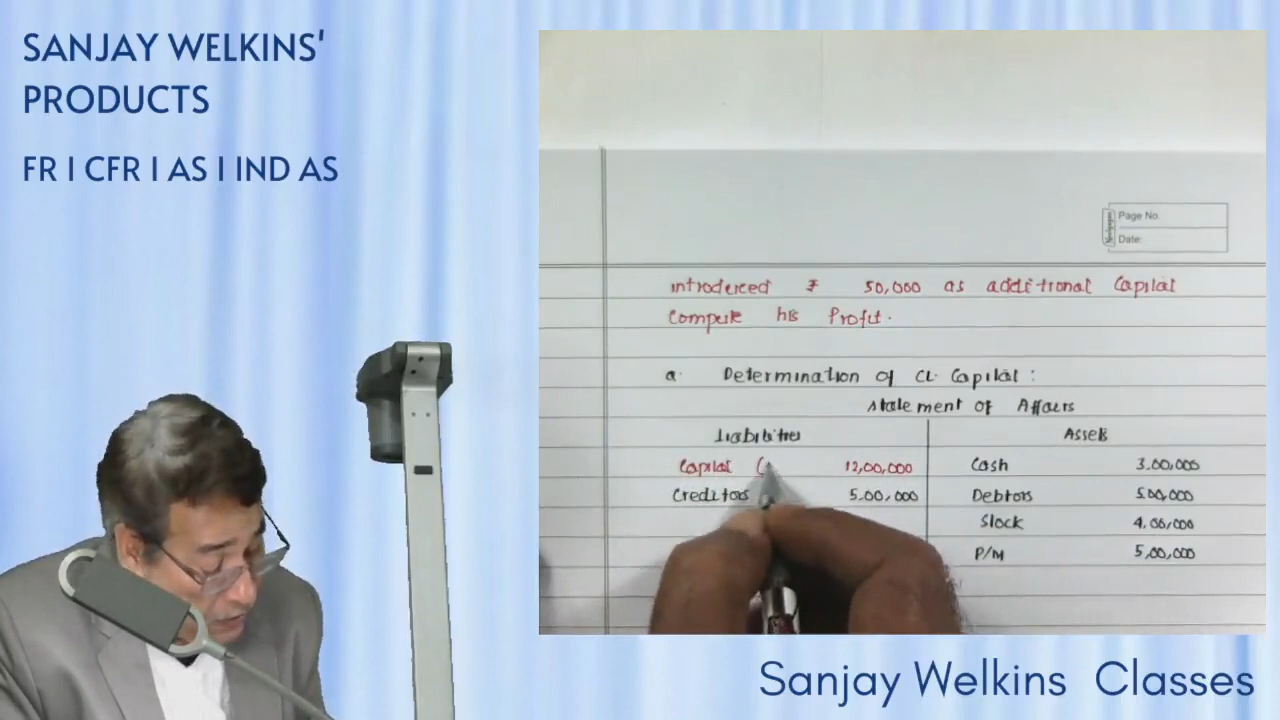 SANJAY WELKINS'
PRODUCTS
FR I CFR I AS I IND AS
Page No.
Date:
introduced ₹ 50,000 as additional Capital
Compute his Profit.
a. Determination of Cl. Capital :
Statement of Affairs
Liabilities Assets
Capital ( 12,00,000 Cash 3,00,000
Creditors 5,00,000 Debtors 5,00,000
Stock 4,00,000
P/M 5,00,000
Sanjay Welkins Classes